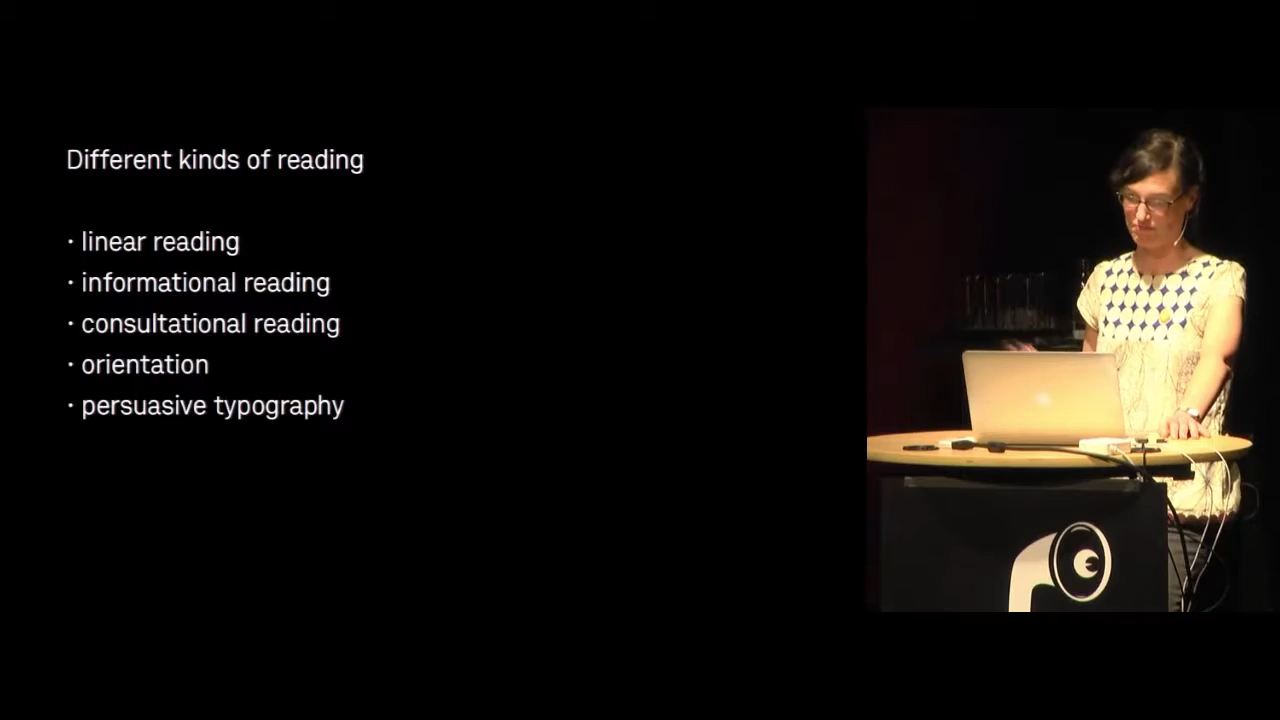 Different kinds of reading
· linear reading
· informational reading
· consultational reading
· orientation
· persuasive typography